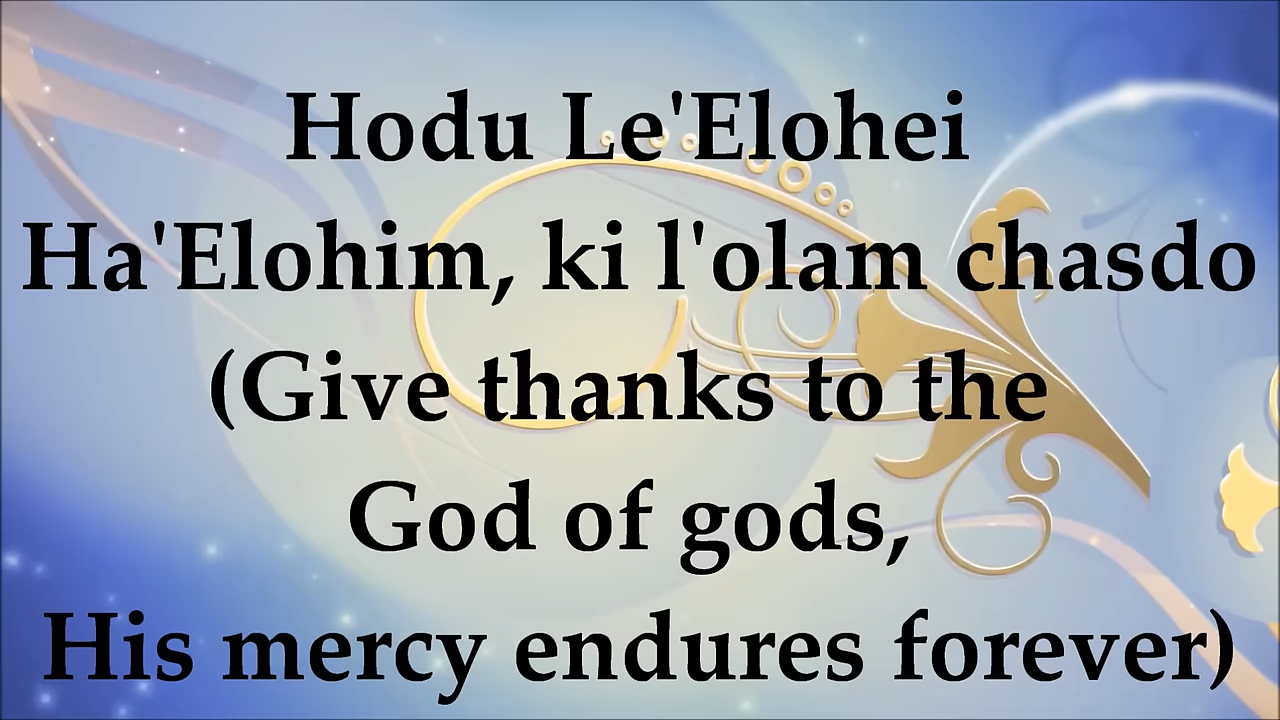 Hodu Le'Elohei
Ha'Elohim, ki l'olam chasdo
(Give thanks to the
God of gods,
His mercy endures forever)